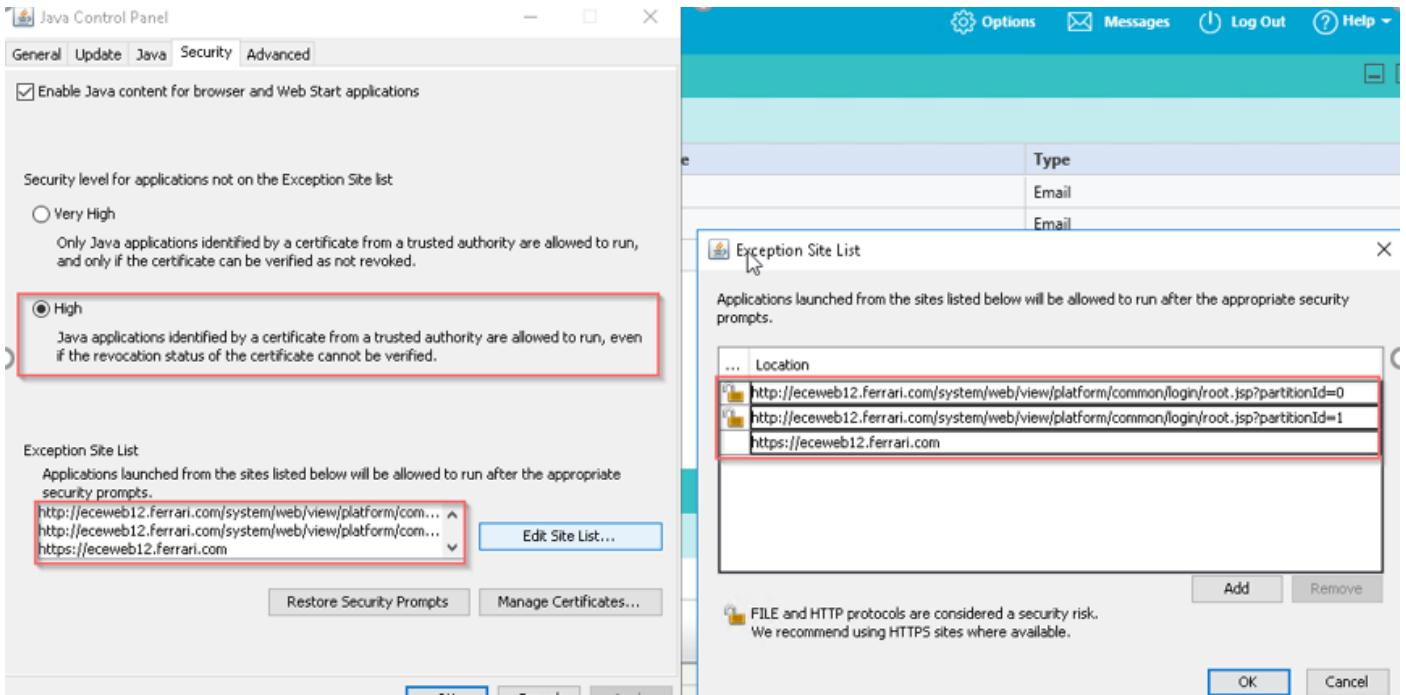 Java Control Panel
General Update Java Security Advanced
Enable Java content for browser and Web Start applications
Security level for applications not on the Exception Site list
Very High
Only Java applications identified by a certificate from a trusted authority are allowed to run,
and only if the certificate can be verified as not revoked.
High
Java applications identified by a certificate from a trusted authority are allowed to run, even
if the revocation status of the certificate cannot be verified.
Exception Site List
Applications launched from the sites listed below will be allowed to run after the appropriate
security prompts.
http://eceweb12.ferrari.com/system/web/view/platform/com...
http://eceweb12.ferrari.com/system/web/view/platform/com...
https://eceweb12.ferrari.com
Edit Site List...
Restore Security Prompts
Manage Certificates...
Options Messages Log Out Help
Type
Email
Email
Exception Site List
Applications launched from the sites listed below will be allowed to run after the appropriate security
prompts.
... Location
http://eceweb12.ferrari.com/system/web/view/platform/common/login/root.jsp?partitionId=0
http://eceweb12.ferrari.com/system/web/view/platform/common/login/root.jsp?partitionId=1
https://eceweb12.ferrari.com
Add Remove
FILE and HTTP protocols are considered a security risk.
We recommend using HTTPS sites where available.
OK Cancel